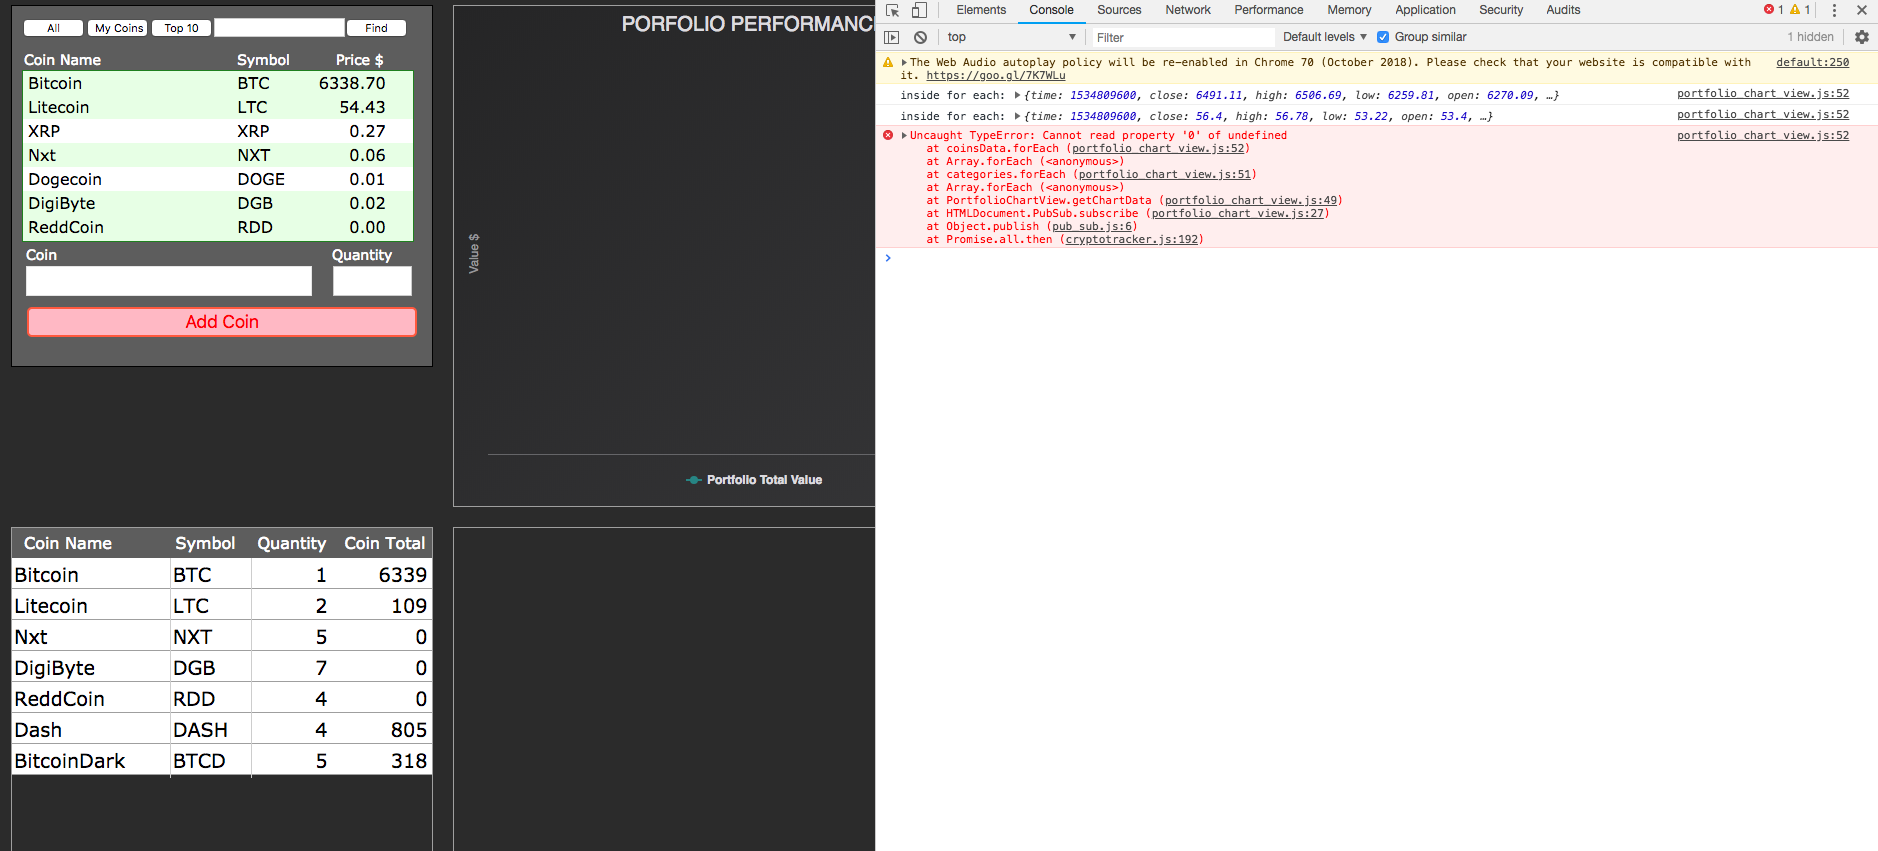 All My Coins Top 10 Find
Coin Name Symbol Price $
Bitcoin BTC 6338.70
Litecoin LTC 54.43
XRP XRP 0.27
Nxt NXT 0.06
Dogecoin DOGE 0.01
DigiByte DGB 0.02
ReddCoin RDD 0.00
Coin Quantity
Add Coin
PORFOLIO PERFORMANCE
Value $
Portfolio Total Value
Coin Name Symbol Quantity Coin Total
Bitcoin BTC 1 6339
Litecoin LTC 2 109
Nxt NXT 5 0
DigiByte DGB 7 0
ReddCoin RDD 4 0
Dash DASH 4 805
BitcoinDark BTCD 5 318
Elements Console Sources Network Performance Memory Application Security Audits 1 1
top Filter Default levels Group similar 1 hidden
The Web Audio autoplay policy will be re-enabled in Chrome 70 (October 2018). Please check that your website is compatible with default:250
it. https://goo.gl/7K7WLu
inside for each: {time: 1534809600, close: 6491.11, high: 6506.69, low: 6259.81, open: 6270.09, …} portfolio_chart_view.js:52
inside for each: {time: 1534809600, close: 56.4, high: 56.78, low: 53.22, open: 53.4, …} portfolio_chart_view.js:52
Uncaught TypeError: Cannot read property '0' of undefined portfolio_chart_view.js:52
at coinsData.forEach (portfolio_chart_view.js:52)
at Array.forEach (<anonymous>)
at categories.forEach (portfolio_chart_view.js:51)
at Array.forEach (<anonymous>)
at PortfolioChartView.getChartData (portfolio_chart_view.js:49)
at HTMLDocument.PubSub.subscribe (portfolio_chart_view.js:27)
at Object.publish (pub_sub.js:6)
at Promise.all.then (cryptotracker.js:192)